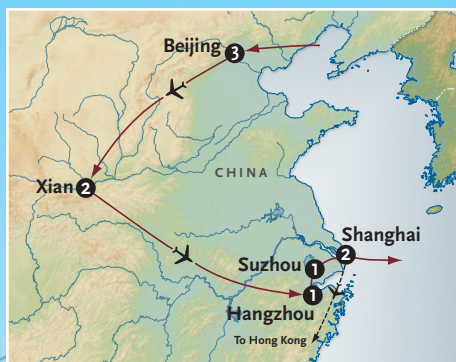 Beijing 3
Xian 2
CHINA
Shanghai
2
Suzhou 1
1
Hangzhou
To Hong Kong